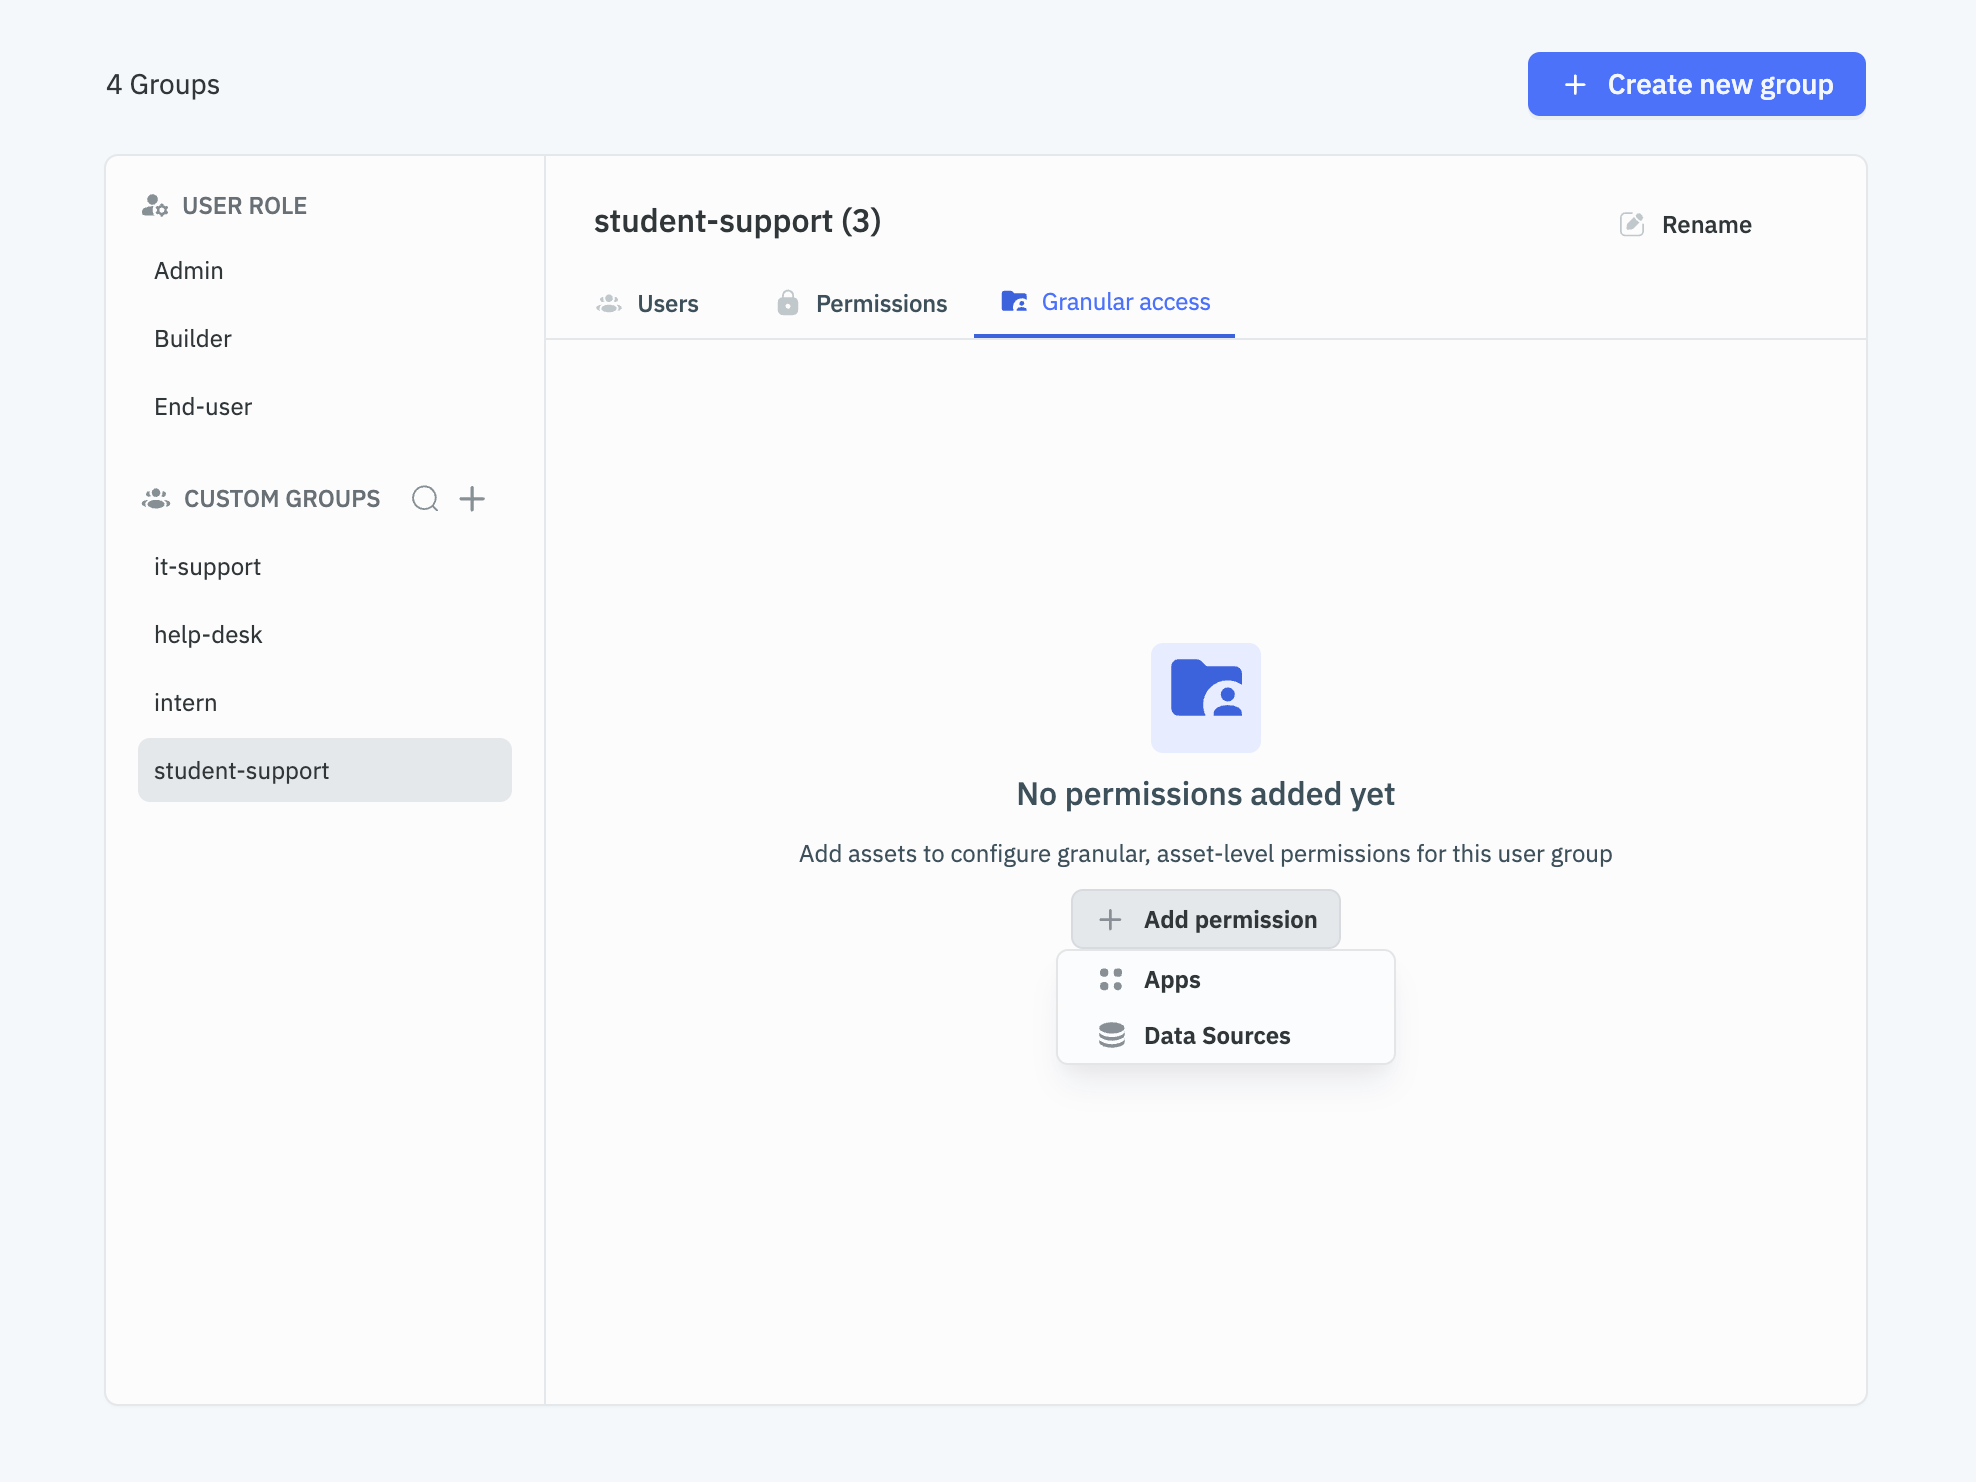 4 Groups
Create new group
USER ROLE
Admin
Builder
End-user
CUSTOM GROUPS
it-support
help-desk
intern
student-support
student-support (3)
Rename
Users
Permissions
Granular access
No permissions added yet
Add assets to configure granular, asset-level permissions for this user group
Add permission
Apps
Data Sources